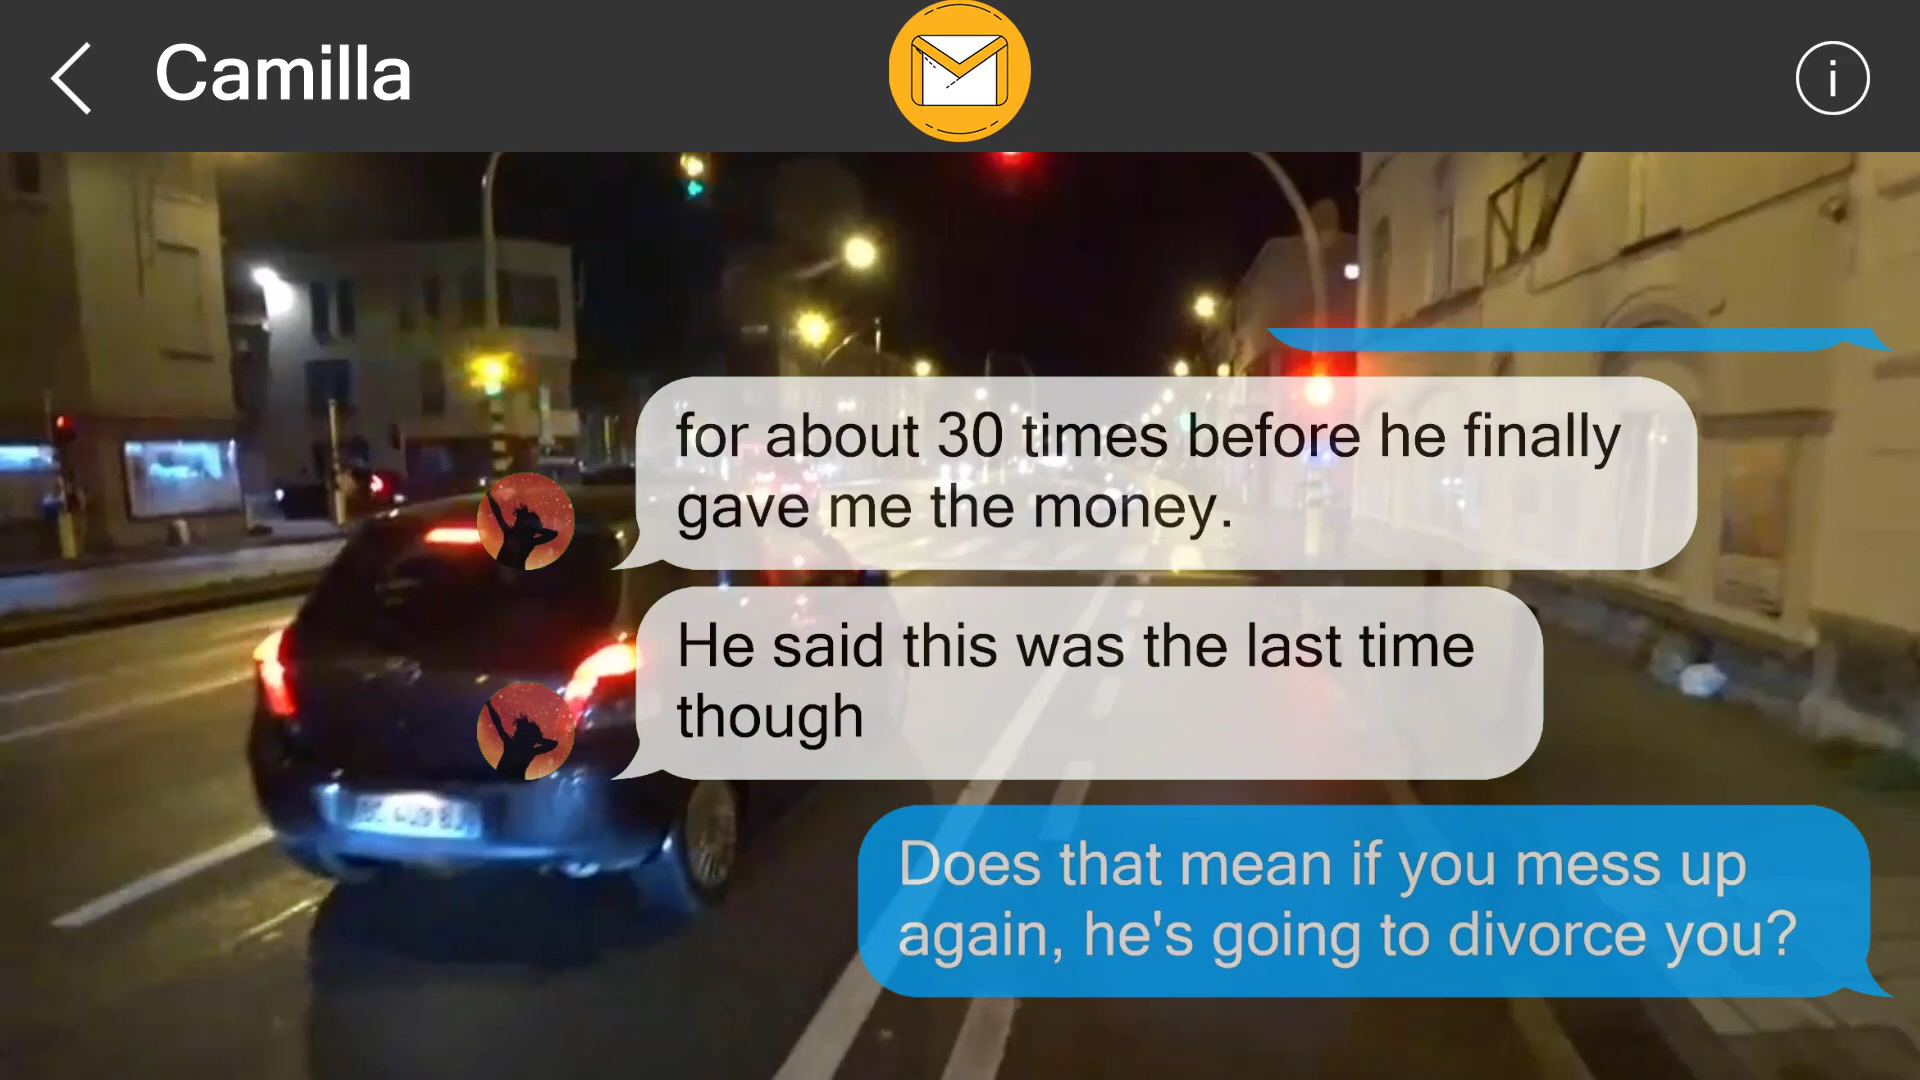 Camilla
for about 30 times before he finally
gave me the money.
He said this was the last time
though
Does that mean if you mess up
again, he's going to divorce you?